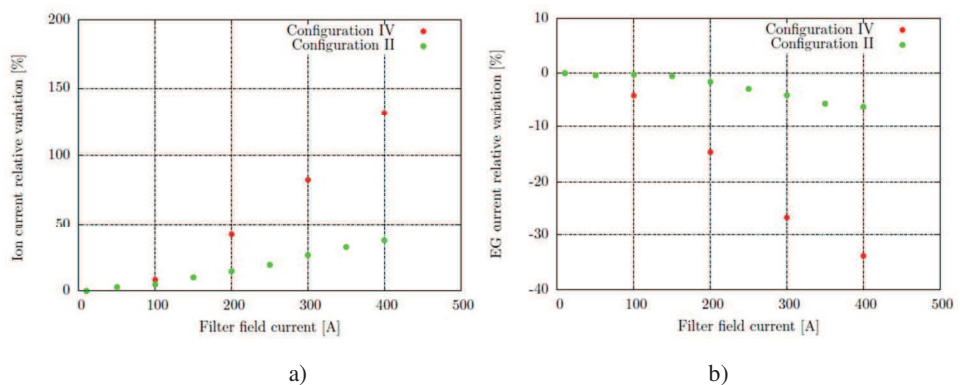 200
150
100
50
0
Ion current relative variation [%]
Configuration IV
Configuration II
0 100 200 300 400 500
Filter field current [A]
a)
10
0
-10
-20
-30
-40
EG current relative variation [%]
Configuration IV
Configuration II
0 100 200 300 400 500
Filter field current [A]
b)